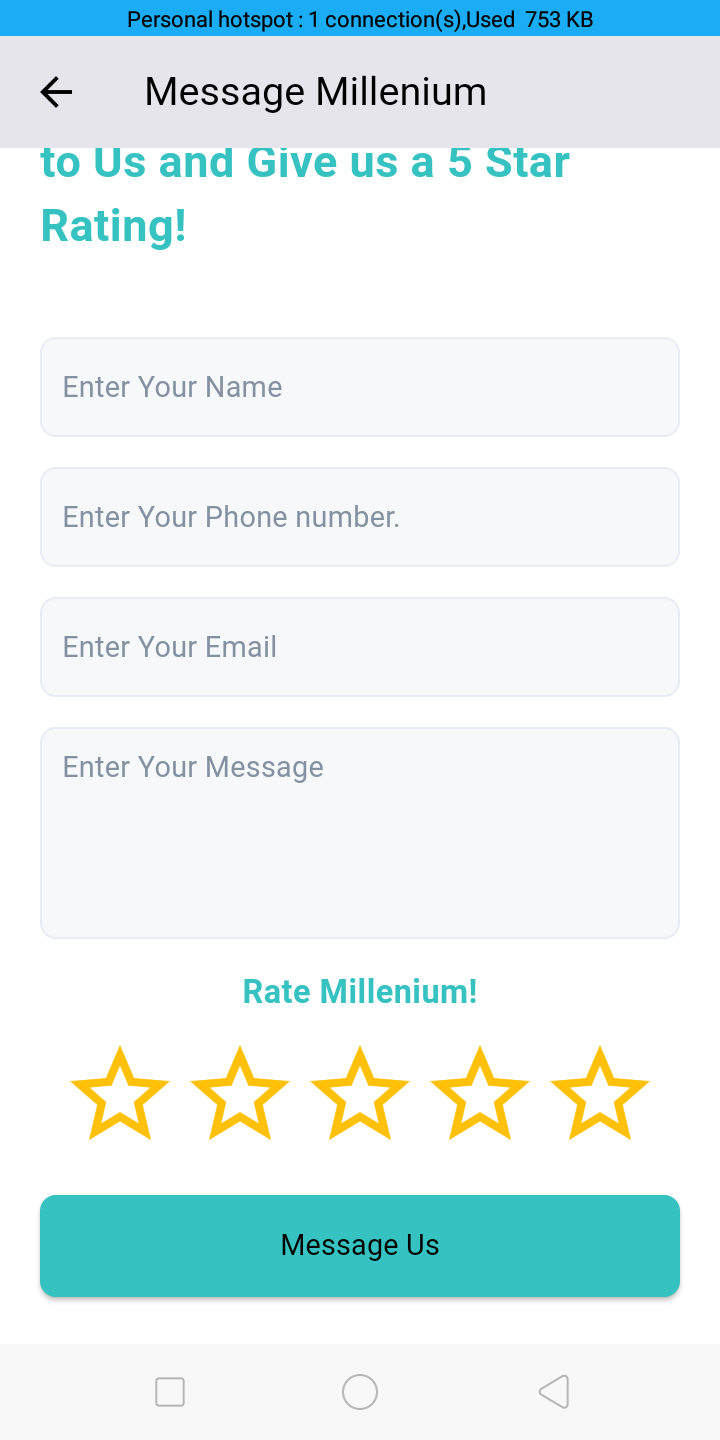 Personal hotspot : 1 connection(s),Used  753 KB
Message Millenium
to Us and Give us a 5 Star
Rating!
Enter Your Name
Enter Your Phone number.
Enter Your Email
Enter Your Message
Rate Millenium!
Message Us